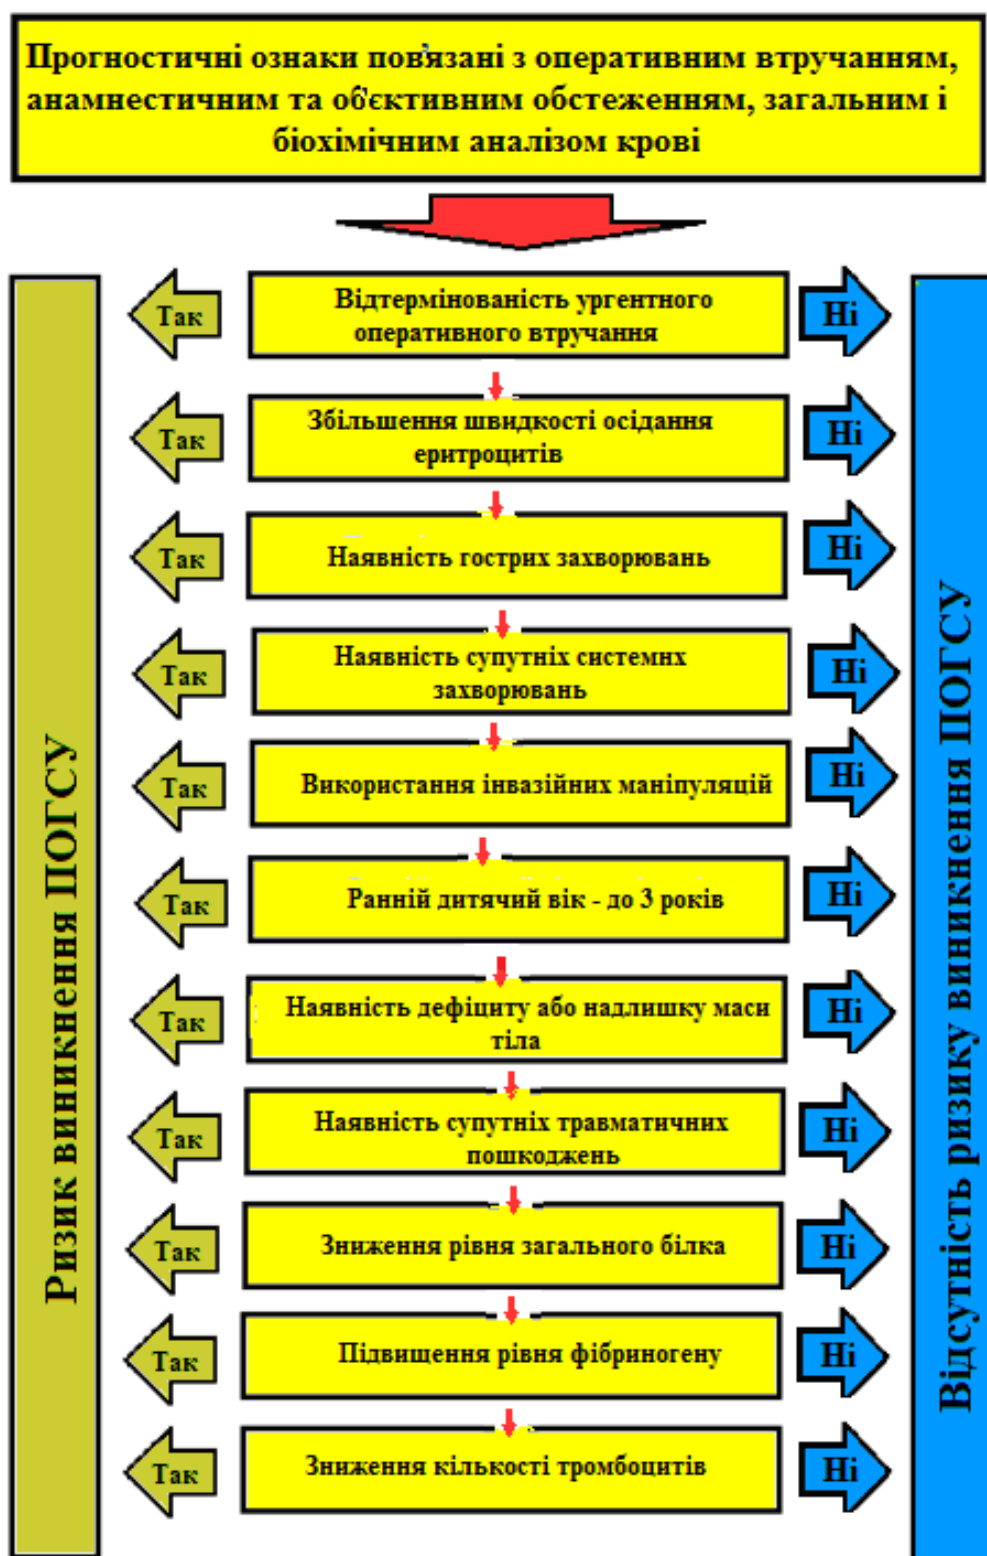 Прогностичні ознаки пов'язані з оперативним втручанням,
анамнестичним та об'єктивним обстеженням, загальним і
біохімічним аналізом крові
Ризик виникнення ПОГСУ
Так
Відтермінованість ургентного
оперативного втручання
Ні
Так
Збільшення швидкості осідання
еритроцитів
Ні
Так
Наявність гострих захворювань
Ні
Так
Наявність супутніх системнх
захворювань
Ні
Так
Використання інвазійних маніпуляцій
Ні
Так
Ранній дитячий вік - до 3 років
Ні
Так
Наявність дефіциту або надлишку маси
тіла
Ні
Так
Наявність супутніх травматичних
пошкоджень
Ні
Так
Зниження рівня загального білка
Ні
Так
Підвищення рівня фібриногену
Ні
Так
Зниження кількості тромбоцитів
Ні
Відсутність ризику виникнення ПОГСУ